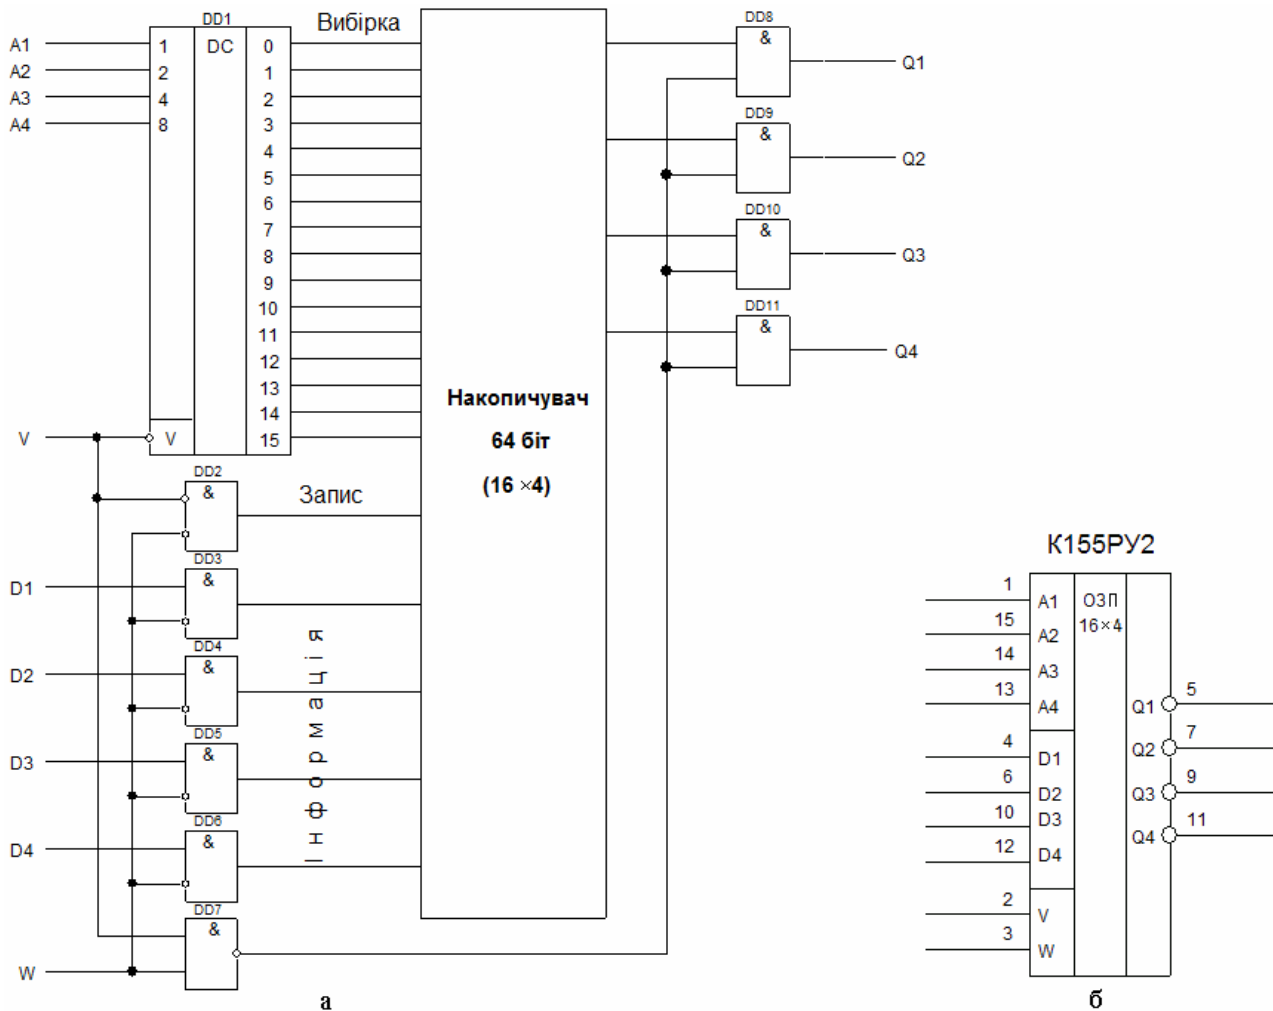 DD1
Вибірка
A1
A2
A3
A4
1
2
4
8
DC
0
1
2
3
4
5
6
7
8
9
10
11
12
13
14
15
V
V
DD2
&
Запис
D1
DD3
&
D2
DD4
&
D3
DD5
&
D4
DD6
&
DD7
&
W
Інформація
Накопичувач
64 біт
(16 ×4)
DD8
&
Q1
DD9
&
Q2
DD10
&
Q3
DD11
&
Q4
а
К155РУ2
1
15
14
13
4
6
10
12
2
3
A1
A2
A3
A4
D1
D2
D3
D4
V
W
ОЗП
16×4
Q1
Q2
Q3
Q4
5
7
9
11
б